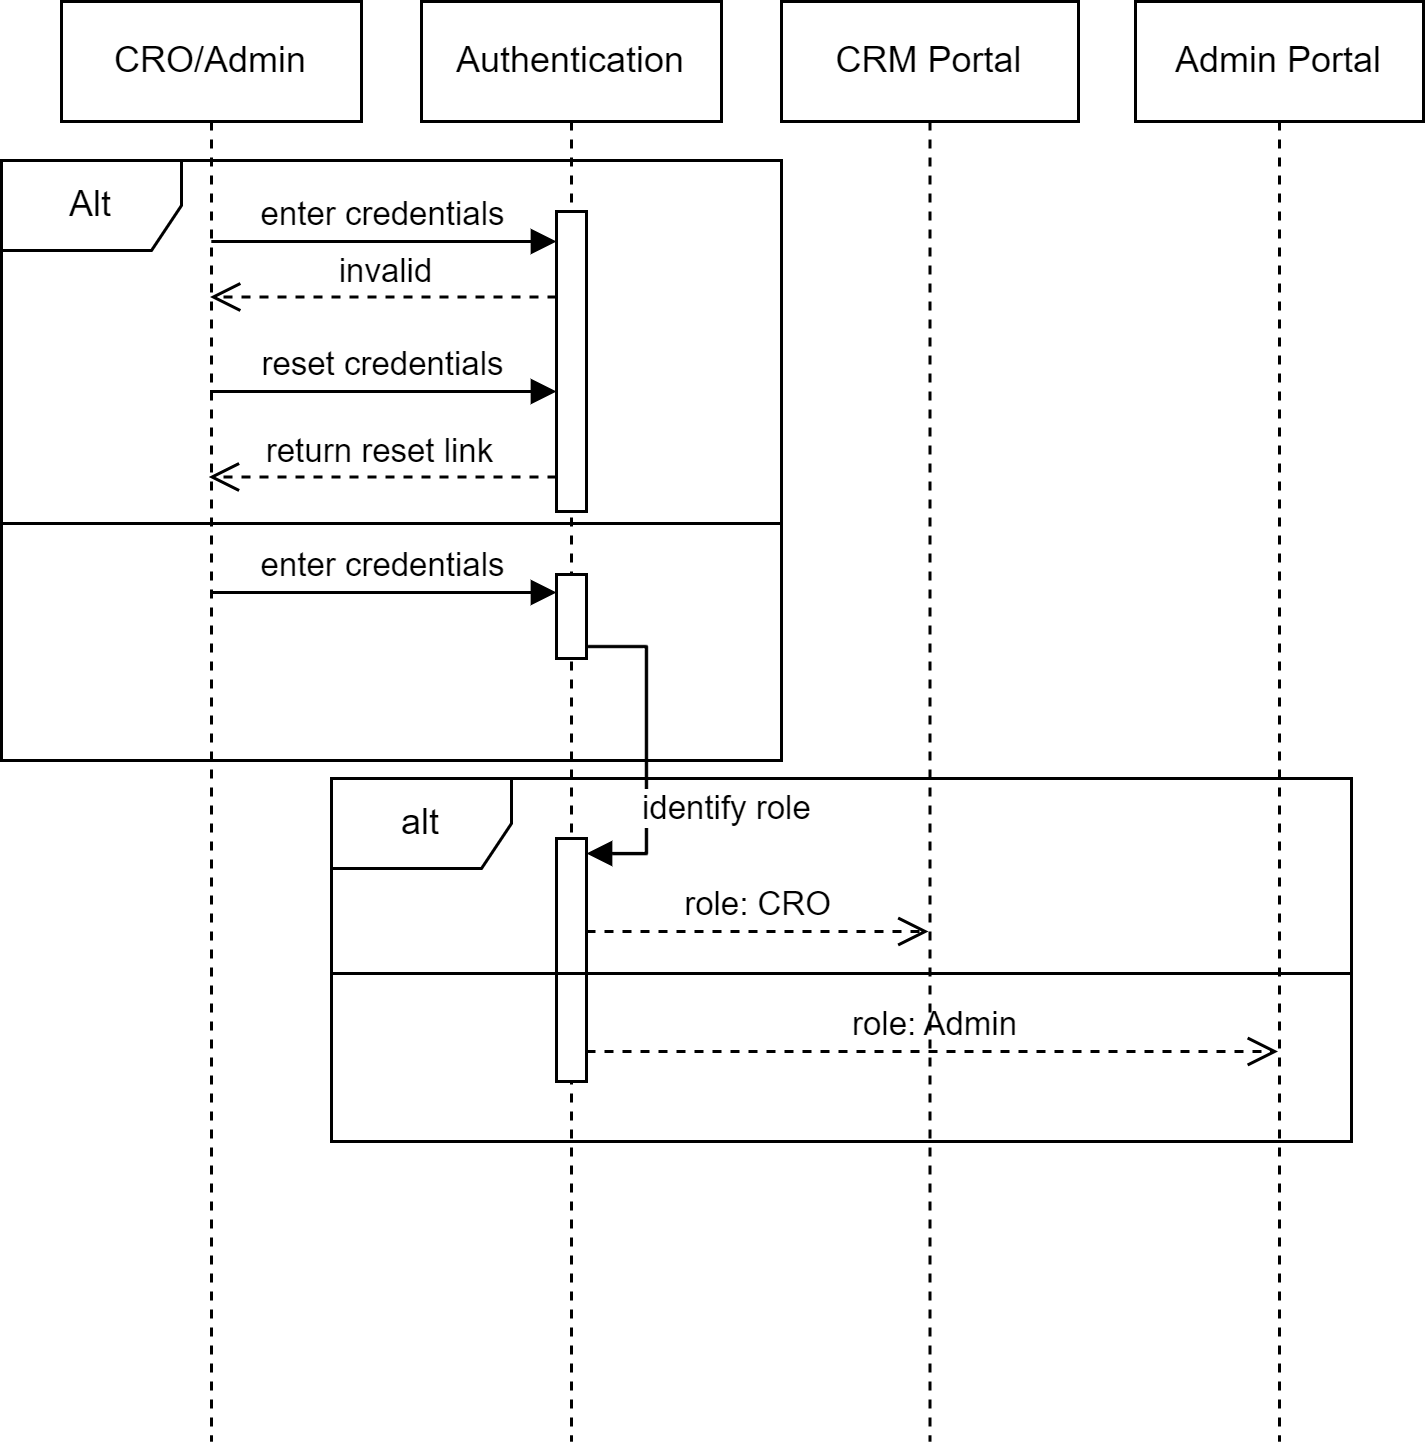 CRO/Admin
Authentication
CRM Portal
Admin Portal
Alt
enter credentials
invalid
reset credentials
return reset link
enter credentials
identify role
alt
role: CRO
role: Admin